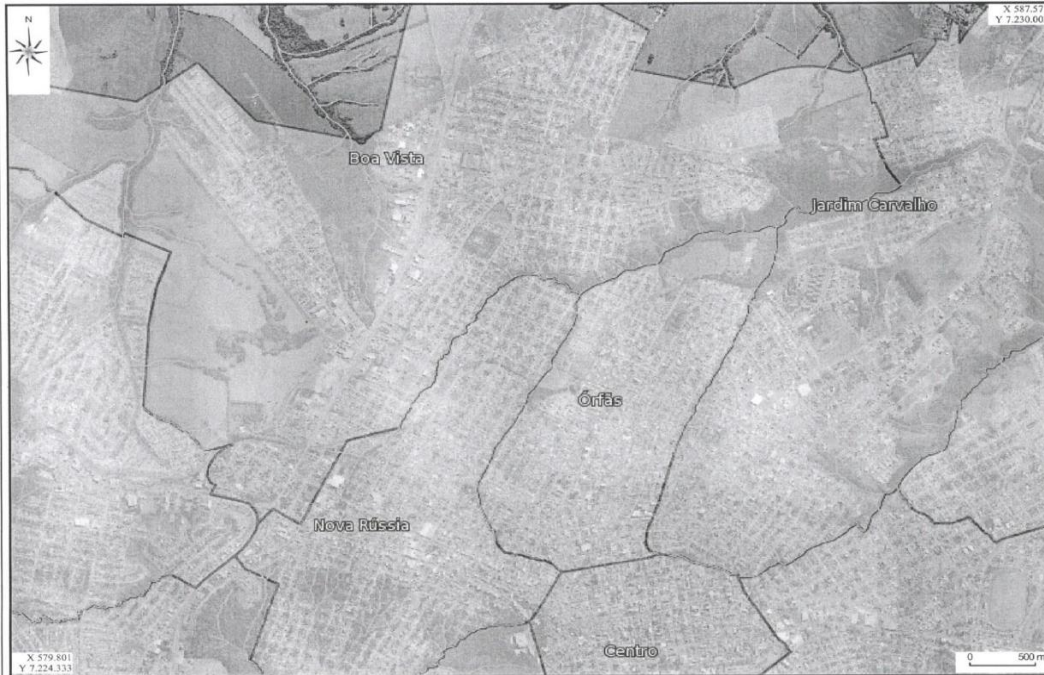 N
X 587.57
Y 7.230.00
Boa Vista
Jardim Carvalho
Órfãs
Nova Rússia
Centro
X 579.801
Y 7.224.333
0 500 m